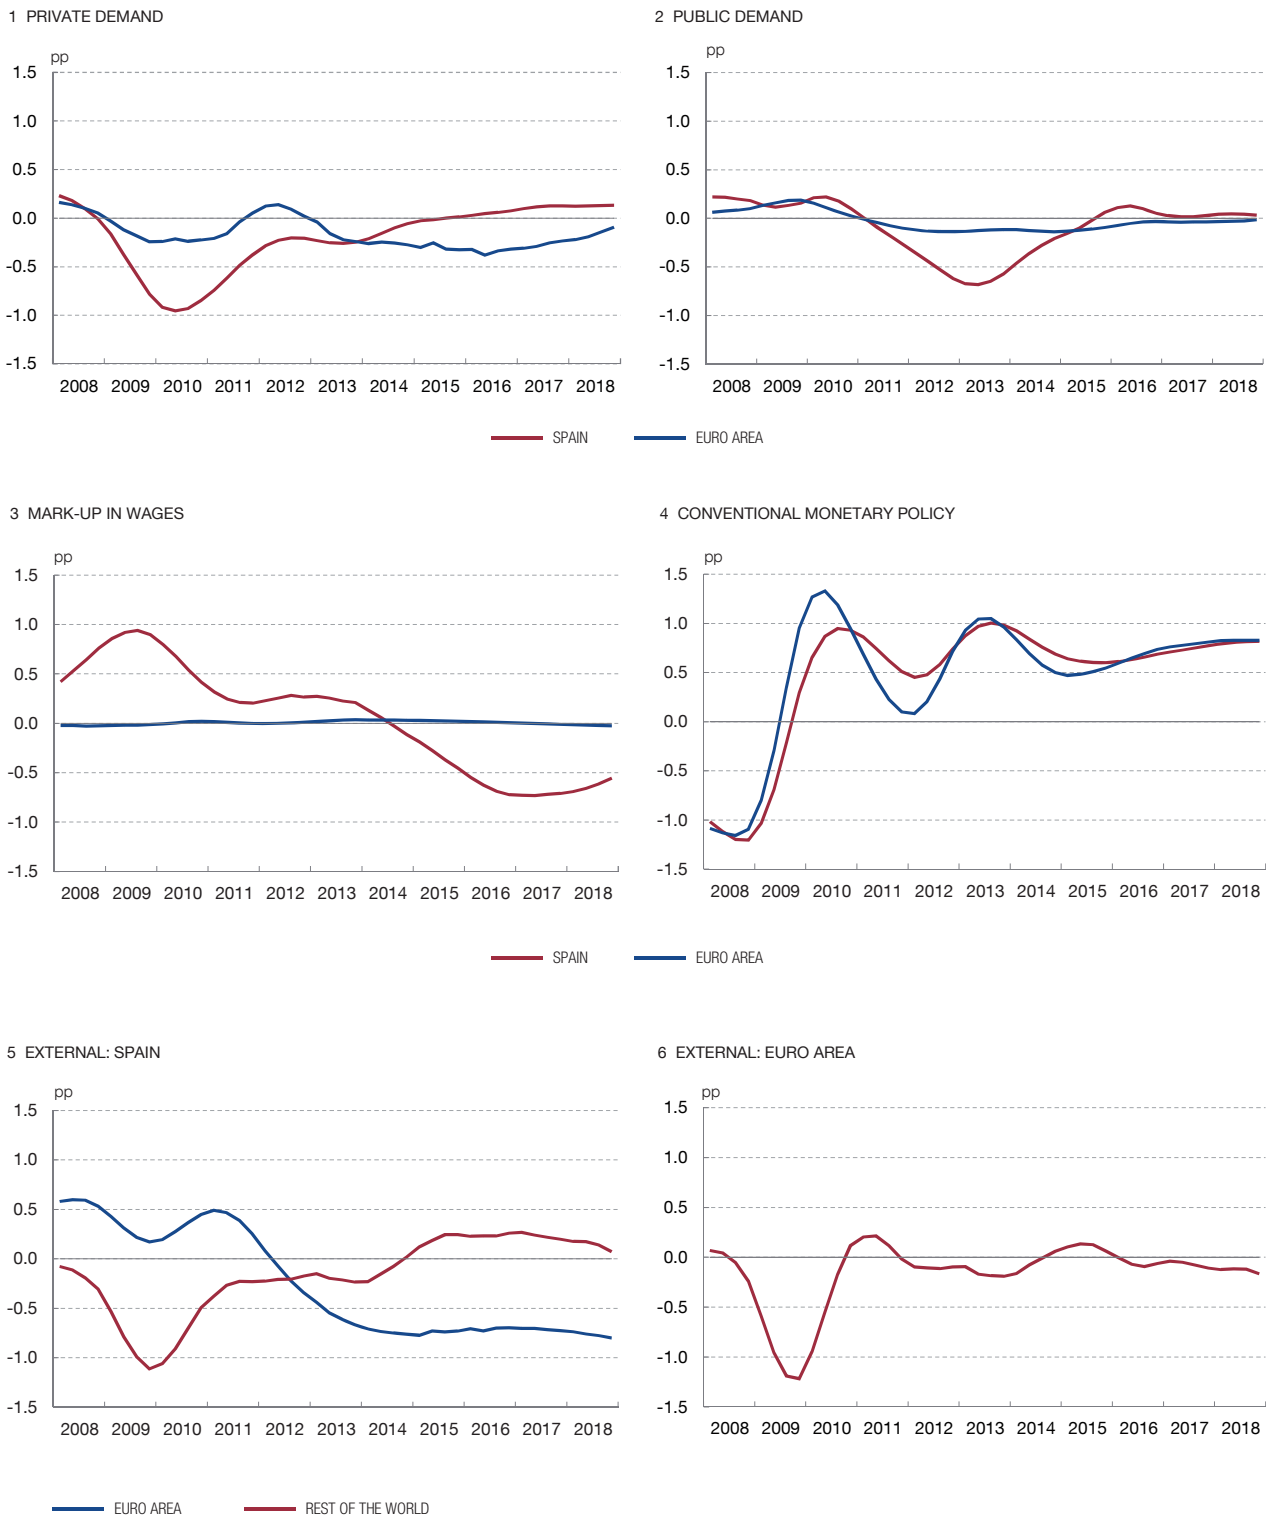 1 PRIVATE DEMAND
pp
1.5
1.0
0.5
0.0
-0.5
-1.0
-1.5
2008 2009 2010 2011 2012 2013 2014 2015 2016 2017 2018
2 PUBLIC DEMAND
pp
1.5
1.0
0.5
0.0
-0.5
-1.0
-1.5
2008 2009 2010 2011 2012 2013 2014 2015 2016 2017 2018
SPAIN EURO AREA
3 MARK-UP IN WAGES
pp
1.5
1.0
0.5
0.0
-0.5
-1.0
-1.5
2008 2009 2010 2011 2012 2013 2014 2015 2016 2017 2018
4 CONVENTIONAL MONETARY POLICY
pp
1.5
1.0
0.5
0.0
-0.5
-1.0
-1.5
2008 2009 2010 2011 2012 2013 2014 2015 2016 2017 2018
SPAIN EURO AREA
5 EXTERNAL: SPAIN
pp
1.5
1.0
0.5
0.0
-0.5
-1.0
-1.5
2008 2009 2010 2011 2012 2013 2014 2015 2016 2017 2018
6 EXTERNAL: EURO AREA
pp
1.5
1.0
0.5
0.0
-0.5
-1.0
-1.5
2008 2009 2010 2011 2012 2013 2014 2015 2016 2017 2018
EURO AREA REST OF THE WORLD